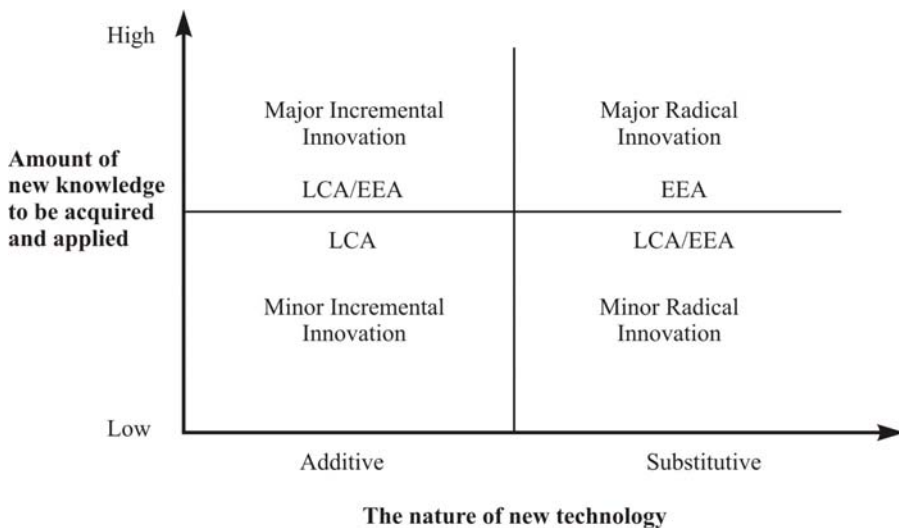 High
Major Incremental
Innovation
Major Radical
Innovation
Amount of
new knowledge
to be acquired
and applied
LCA/EEA
EEA
LCA
LCA/EEA
Minor Incremental
Innovation
Minor Radical
Innovation
Low
Additive
Substitutive
The nature of new technology